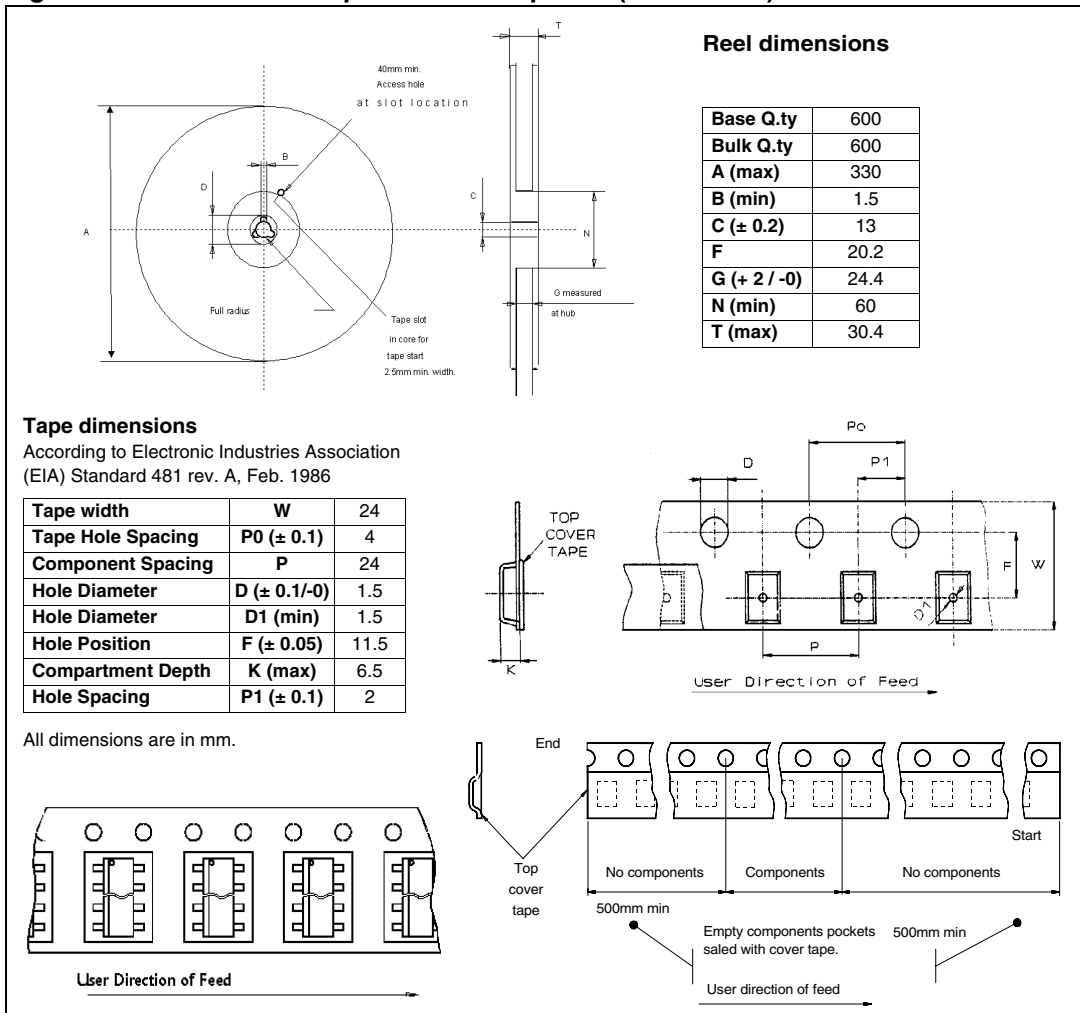 T
40mm min.
Access hole
at slot location
B
D
C
A
N
Full radius
G measured
at hub
Tape slot
in core for
tape start
2.5mm min. width.
Reel dimensions
Base Q.ty 600
Bulk Q.ty 600
A (max) 330
B (min) 1.5
C (± 0.2) 13
F 20.2
G (+ 2 / -0) 24.4
N (min) 60
T (max) 30.4
Tape dimensions
According to Electronic Industries Association
(EIA) Standard 481 rev. A, Feb. 1986
Tape width W 24
Tape Hole Spacing P0 (± 0.1) 4
Component Spacing P 24
Hole Diameter D (± 0.1/-0) 1.5
Hole Diameter D1 (min) 1.5
Hole Position F (± 0.05) 11.5
Compartment Depth K (max) 6.5
Hole Spacing P1 (± 0.1) 2
All dimensions are in mm.
Po
D
P1
TOP
COVER
TAPE
F
W
D1
P
K
User Direction of Feed
End
Start
Top
cover
tape
No components
Components
No components
500mm min
Empty components pockets
saled with cover tape.
500mm min
User direction of feed
User Direction of Feed